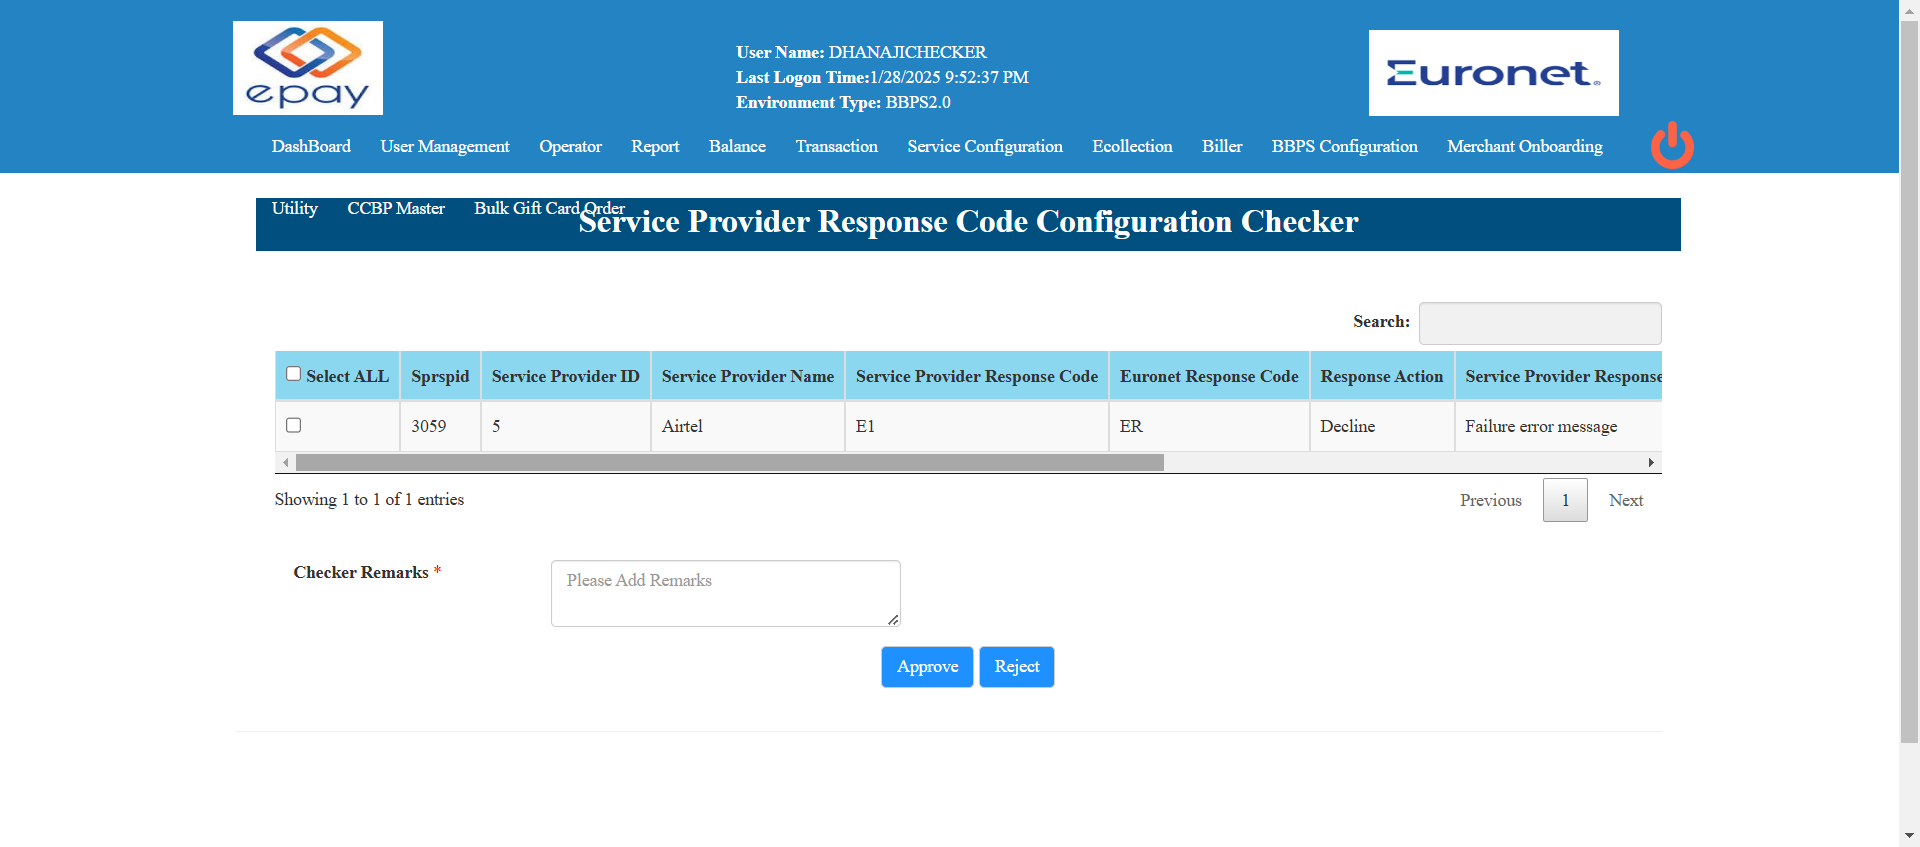 epay
User Name: DHANAJICHECKER
Last Logon Time:1/28/2025 9:52:37 PM
Environment Type: BBPS2.0
Euronet®
DashBoard User Management Operator Report Balance Transaction Service Configuration Ecollection Biller BBPS Configuration Merchant Onboarding
Utility CCBP Master Bulk Gift Card Order
Service Provider Response Code Configuration Checker
Search:
Select ALL Sprspid Service Provider ID Service Provider Name Service Provider Response Code Euronet Response Code Response Action Service Provider Response
3059 5 Airtel E1 ER Decline Failure error message
Showing 1 to 1 of 1 entries
Previous 1 Next
Checker Remarks *
Please Add Remarks
Approve Reject